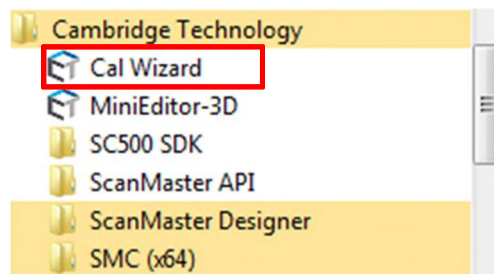 Cambridge Technology
Cal Wizard
MiniEditor-3D
SC500 SDK
ScanMaster API
ScanMaster Designer
SMC (x64)